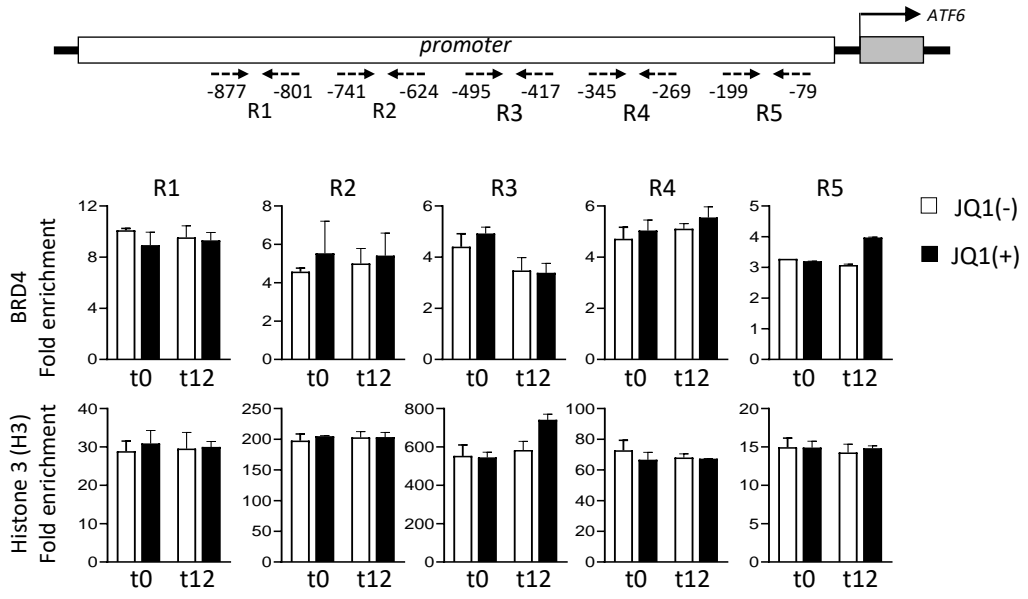 ATF6
promoter
-877 -801 -741 -624 -495 -417 -345 -269 -199 -79
R1 R2 R3 R4 R5
R1 R2 R3 R4 R5
BRD4
Fold enrichment
12
10
8
6
4
2
0
t0 t12
8
6
4
2
0
t0 t12
6
4
2
0
t0 t12
6
4
2
0
t0 t12
5
4
3
2
1
0
t0 t12
JQ1(-)
JQ1(+)
Histone 3 (H3)
Fold enrichment
40
30
20
10
0
t0 t12
250
200
150
100
50
0
t0 t12
800
600
400
200
0
t0 t12
100
80
60
40
20
0
t0 t12
20
15
10
5
0
t0 t12